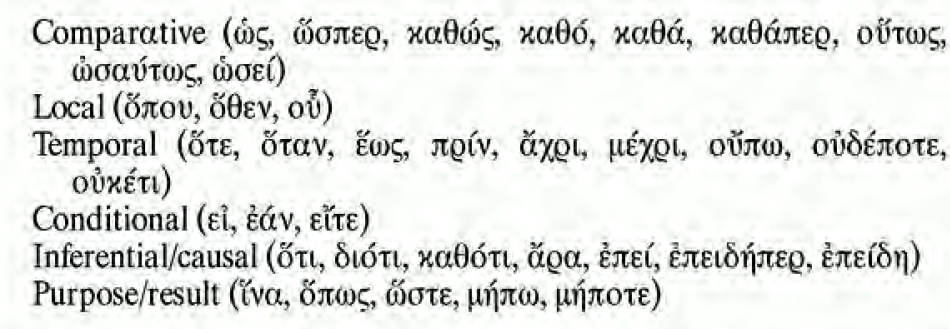 Comparative (ὡς, ὥσπερ, καθώς, καθό, καθά, καθάπερ, οὕτως,
ὡσαύτως, ὡσεί)
Local (ὅπου, ὅθεν, οὗ)
Temporal (ὅτε, ὅταν, ἕως, πρίν, ἄχρι, μέχρι, οὔπω, οὐδέποτε,
οὐκέτι)
Conditional (εἰ, ἐάν, εἴτε)
Inferential/causal (ὅτι, διότι, καθότι, ἄρα, ἐπεί, ἐπειδήπερ, ἐπείδη)
Purpose/result (ἵνα, ὅπως, ὥστε, μήπω, μήποτε)